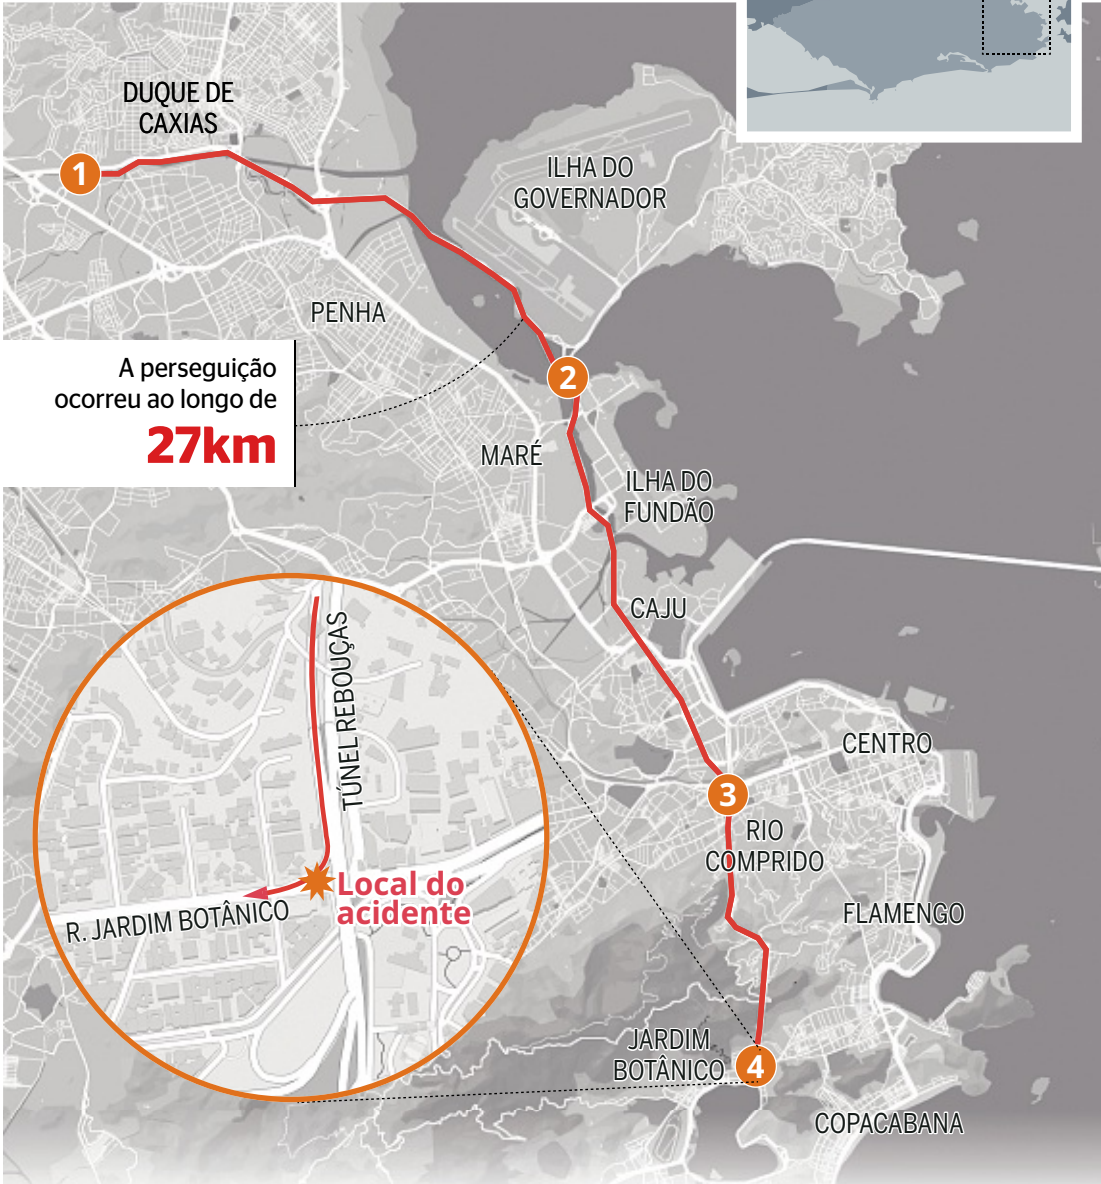 DUQUE DE
CAXIAS
1
ILHA DO
GOVERNADOR
PENHA
A perseguição
ocorreu ao longo de
27km
2
MARÉ
ILHA DO
FUNDÃO
CAJU
TÚNEL REBOUÇAS
CENTRO
3
RIO
COMPRIDO
Local do
acidente
R. JARDIM BOTÂNICO
FLAMENGO
JARDIM
BOTÂNICO
4
COPACABANA